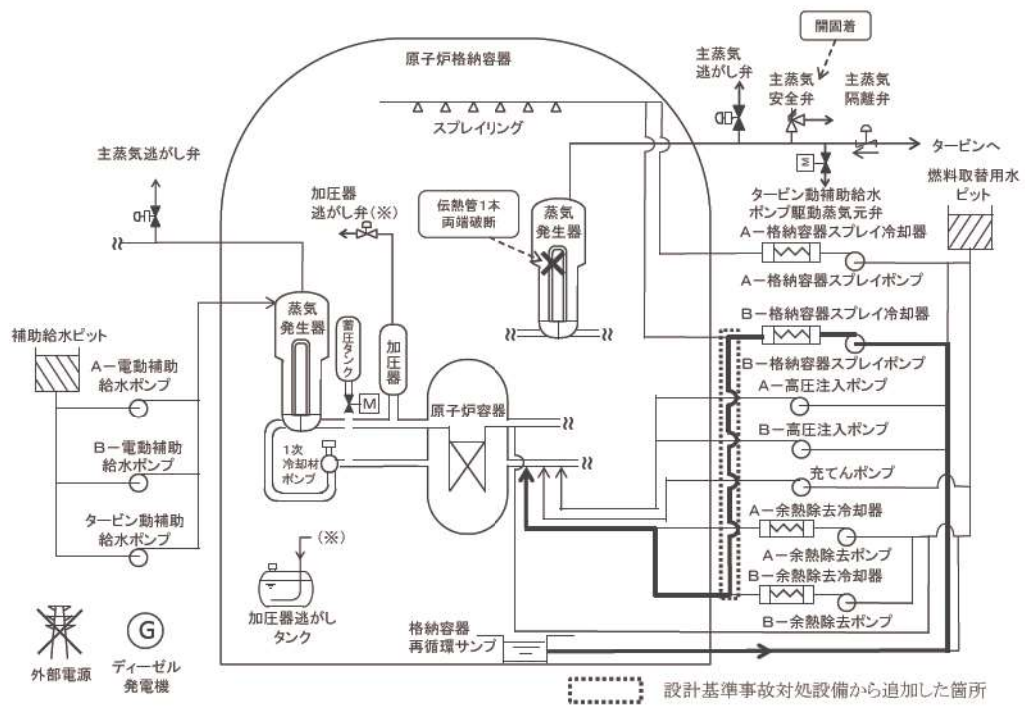 開固着
原子炉格納容器
主蒸気
逃がし弁
主蒸気
安全弁
主蒸気
隔離弁
スプレイリング
タービンへ
主蒸気逃がし弁
加圧器
逃がし弁(※)
伝熱管1本
両端破断
蒸気
発生器
M
タービン動補助給水
ポンプ駆動蒸気元弁
燃料取替用水
ピット
A-格納容器スプレイ冷却器
A-格納容器スプレイポンプ
蒸気
発生器
蓄圧タンク
加圧器
M
補助給水ピット
B-格納容器スプレイ冷却器
B-格納容器スプレイポンプ
A-電動補助
給水ポンプ
原子炉容器
A-高圧注入ポンプ
B-高圧注入ポンプ
B-電動補助
給水ポンプ
1次
冷却材
ポンプ
充てんポンプ
タービン動補助
給水ポンプ
A-余熱除去冷却器
A-余熱除去ポンプ
(※)
B-余熱除去冷却器
B-余熱除去ポンプ
加圧器逃がし
タンク
格納容器
再循環サンプ
外部電源
G
ディーゼル
発電機
設計基準事故対処設備から追加した箇所